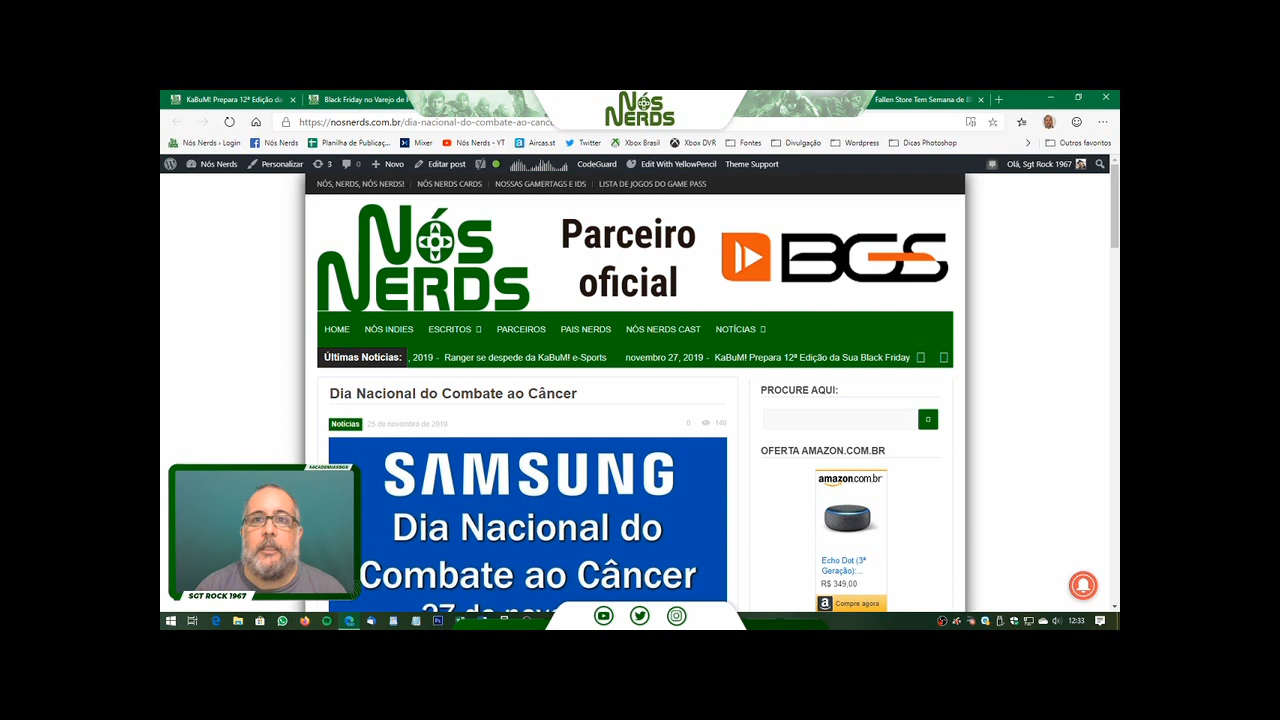 KaBuM! Prepara 12ª Edição da
Black Friday no Varejo de
NÓS
NERDS
Fallen Store Tem Semana de Bl
https://nosnerds.com.br/dia-nacional-do-combate-ao-cance
Nós Nerds › Login
Nós Nerds
Planilha de Publicaç...
Mixer
Nós Nerds - YT
Aircas.st
Twitter
Xbox Brasil
Xbox DVR
Fontes
Divulgação
Wordpress
Dicas Photoshop
Outros favoritos
Nós Nerds
Personalizar
3
0
Novo
Editar post
CodeGuard
Edit With YellowPencil
Theme Support
Olá, Sgt Rock 1967
NÓS, NERDS, NÓS NERDS!
NÓS NERDS CARDS
NOSSAS GAMERTAGS E IDS
LISTA DE JOGOS DO GAME PASS
NÓS
NERDS
Parceiro
oficial
BGS
HOME
NÓS INDIES
ESCRITOS
PARCEIROS
PAIS NERDS
NÓS NERDS CAST
NOTÍCIAS
Últimas Notícias:
, 2019 - Ranger se despede da KaBuM! e-Sports
novembro 27, 2019 - KaBuM! Prepara 12ª Edição da Sua Black Friday
Dia Nacional do Combate ao Câncer
Notícias
25 de novembro de 2019
0
146
SAMSUNG
Dia Nacional do
Combate ao Câncer
27 de nov
PROCURE AQUI:
OFERTA AMAZON.COM.BR
amazon.com.br
Echo Dot (3ª
Geração):...
R$ 349,00
Compre agora
#ACADEMIAXBOX
SGT ROCK 1967
12:33